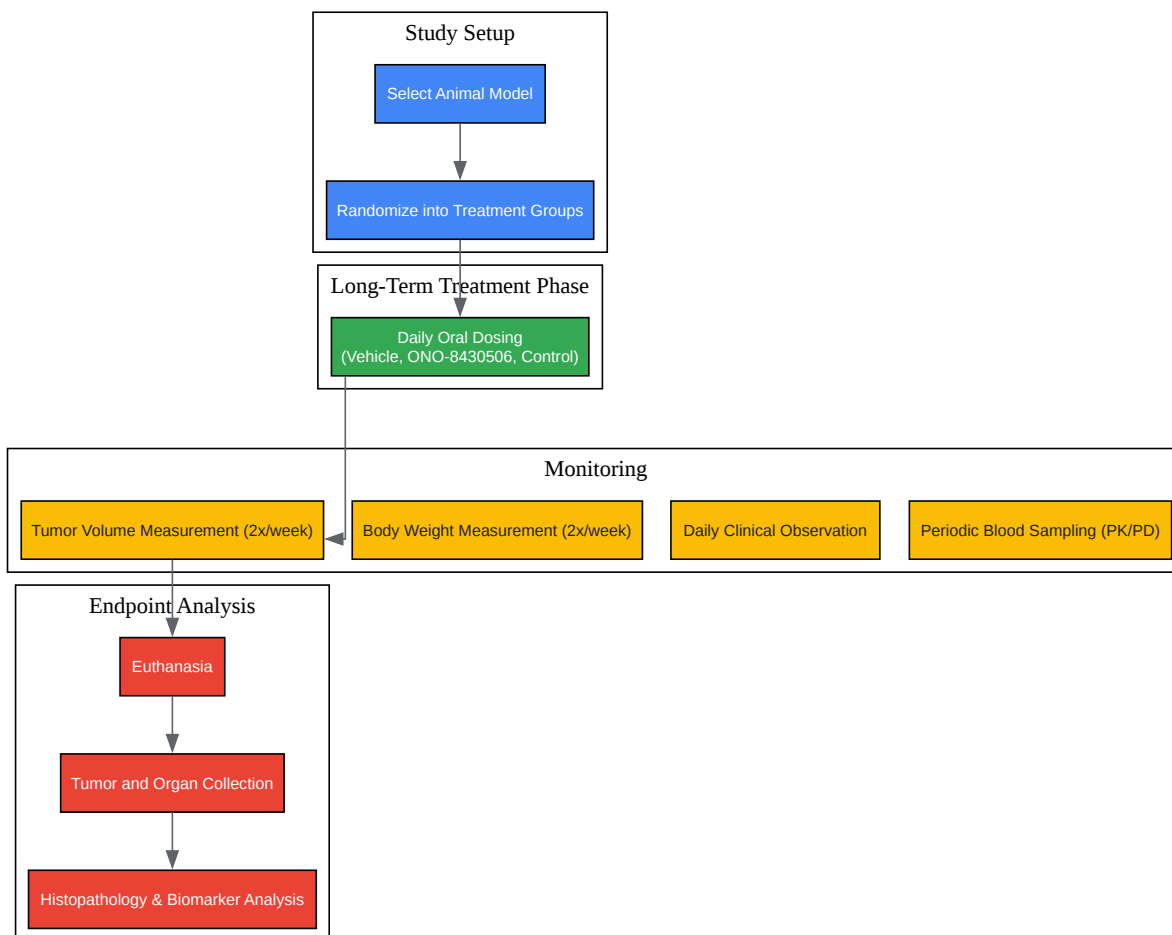 Study Setup
Select Animal Model
Randomize into Treatment Groups
Long-Term Treatment Phase
Daily Oral Dosing
(Vehicle, ONO-8430506, Control)
Monitoring
Tumor Volume Measurement (2x/week)
Body Weight Measurement (2x/week)
Daily Clinical Observation
Periodic Blood Sampling (PK/PD)
Endpoint Analysis
Euthanasia
Tumor and Organ Collection
Histopathology & Biomarker Analysis